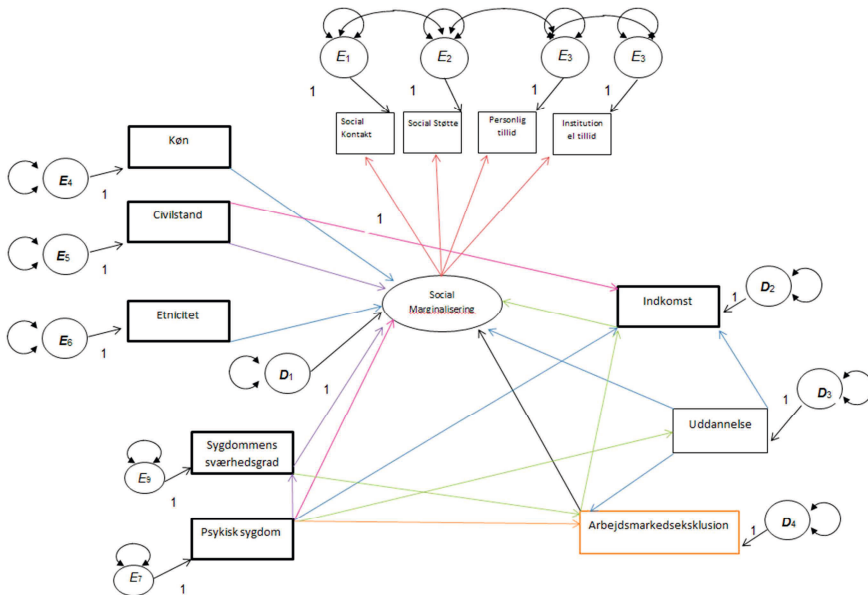 E1
E2
E3
E3
1
1
1
1
Social
Kontakt
Social Støtte
Personlig
tillid
Institution
el tillid
Køn
E4
1
Civilstand
1
E5
1
Social
Marginalisering
Indkomst
1
D2
Etnicitet
E6
1
D1
1
D3
1
Uddannelse
Sygdommens
sværhedsgrad
E9
1
Psykisk sygdom
Arbejdsmarkedseksklusion
1
D4
E7
1